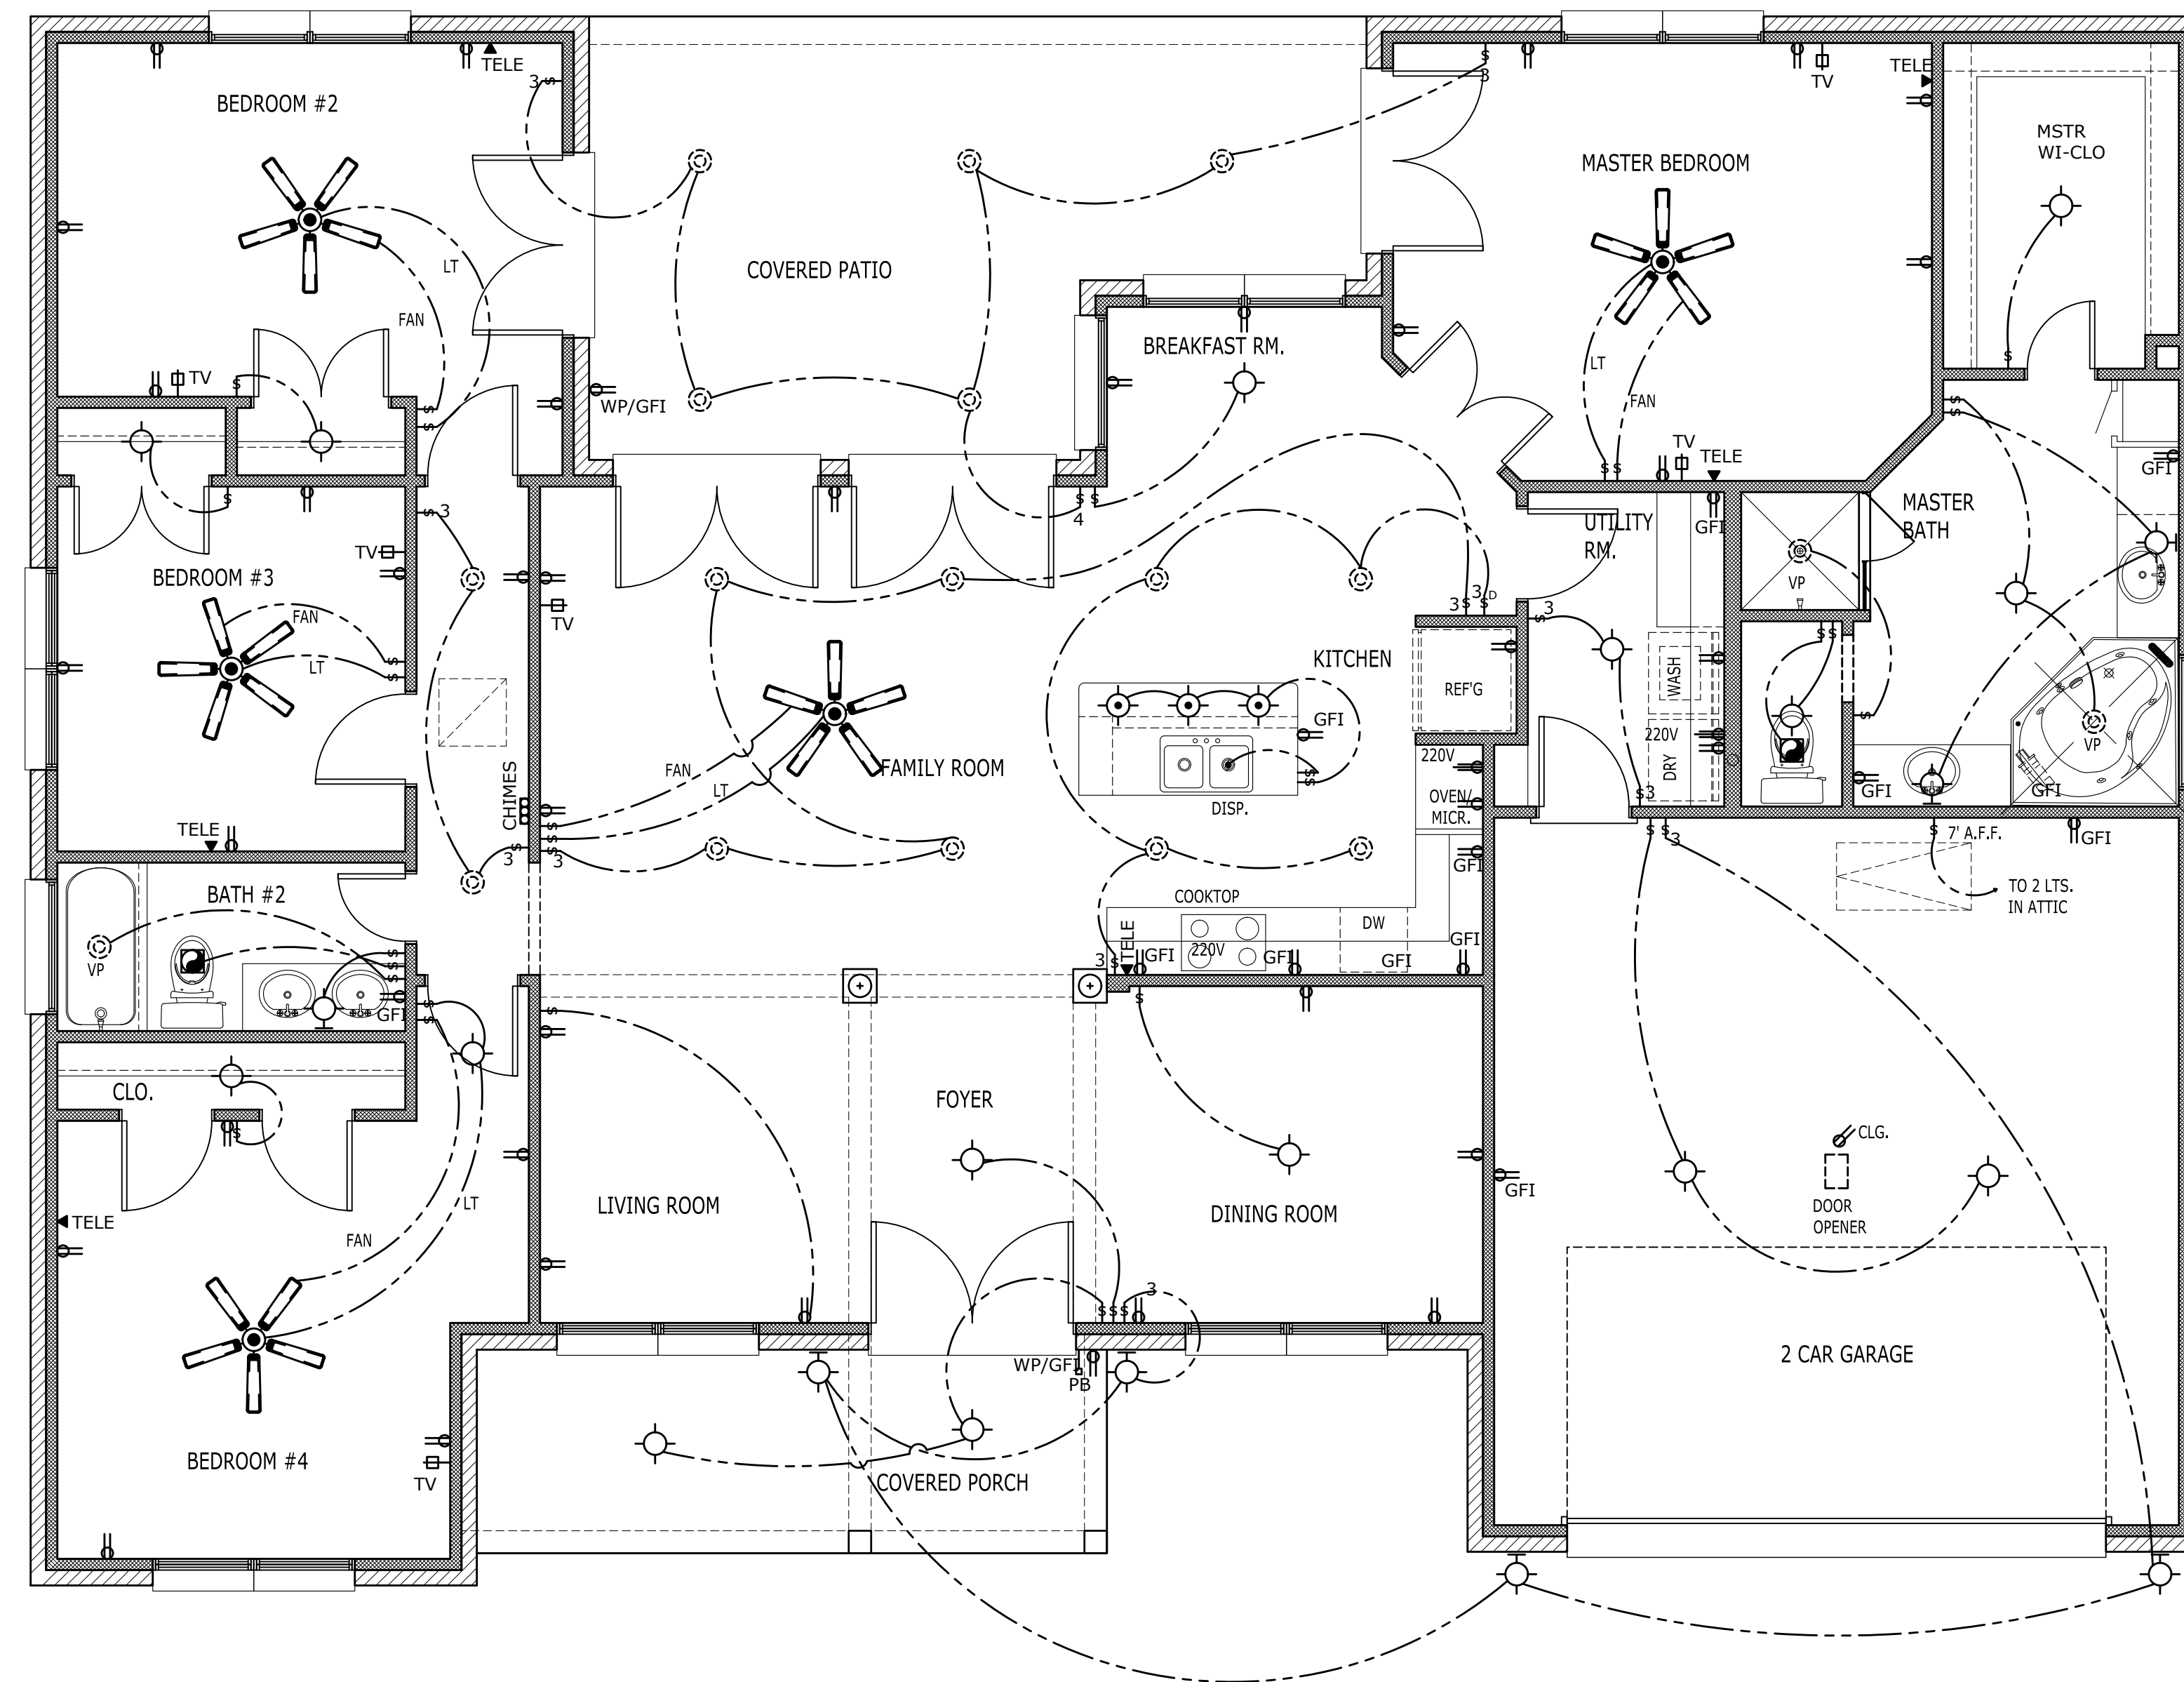 TELE
3
S
BEDROOM #2
LT
FAN
TV
S
S
S
COVERED PATIO
WP/GFI
S
3
TV
TELE
MASTER BEDROOM
MSTR
WI-CLO
S
BREAKFAST RM.
LT
FAN
TV
TELE
S
S
S
S
GFI
S
S
4
S
S
3
TV
BEDROOM #3
FAN
LT
S
S
TELE
S
TV
CHIMES
FAN
LT
S
S
S
3
S
3
FAMILY ROOM
KITCHEN
GFI
S
S
DISP.
REF'G
220V
OVEN/
MICR.
GFI
COOKTOP
220V
DW
TELE
3
S
GFI
GFI
GFI
GFI
3
S
3
S
D
UTILITY
RM.
GFI
3
S
WASH
220V
DRY
S
3
MASTER
BATH
VP
S
S
S
GFI
VP
GFI
BATH #2
VP
S
S
S
GFI
S
S
CLO.
S
TELE
LT
FAN
BEDROOM #4
TV
S
LIVING ROOM
FOYER
S
DINING ROOM
S
S
S
3
WP/GFI
PB
COVERED PORCH
S
S
3
S
7' A.F.F.
GFI
TO 2 LTS.
IN ATTIC
GFI
CLG.
DOOR
OPENER
2 CAR GARAGE